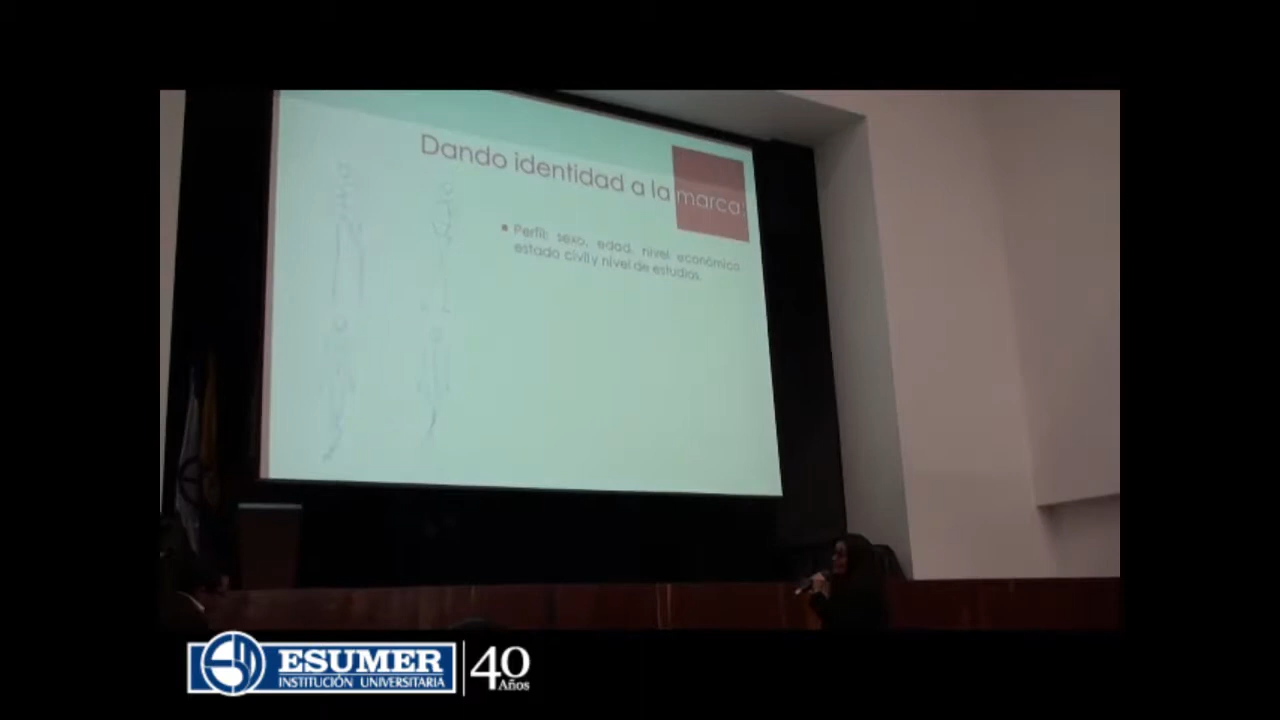 Dando identidad a la marca:
Perfil: sexo, edad, nivel económico
estado civil y nivel de estudios.
ESUMER
INSTITUCIÓN UNIVERSITARIA
40
Años